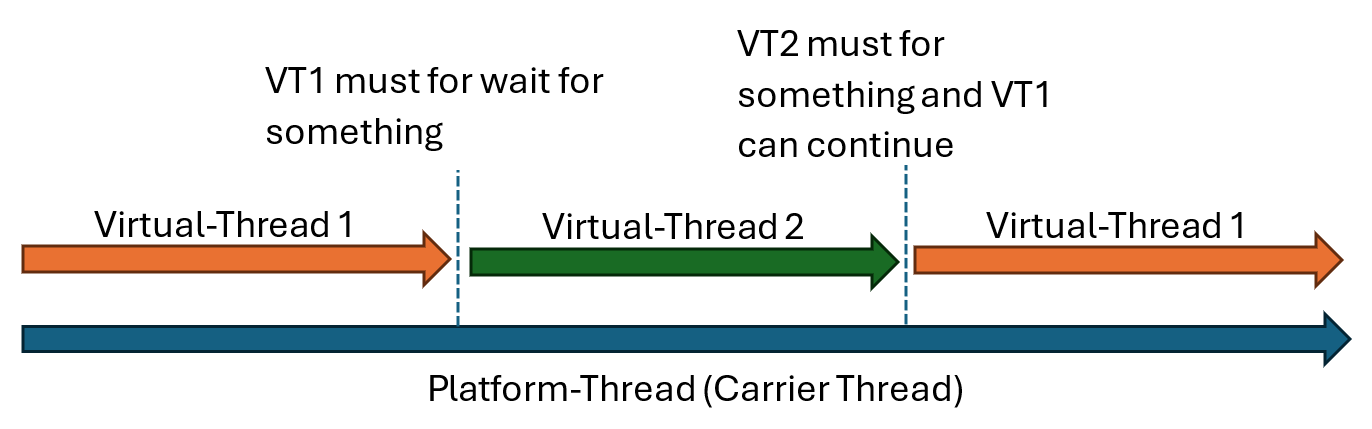 VT2 must for
something and VT1
can continue
VT1 must for wait for
something
Virtual-Thread 1
Virtual-Thread 2
Virtual-Thread 1
Platform-Thread (Carrier Thread)